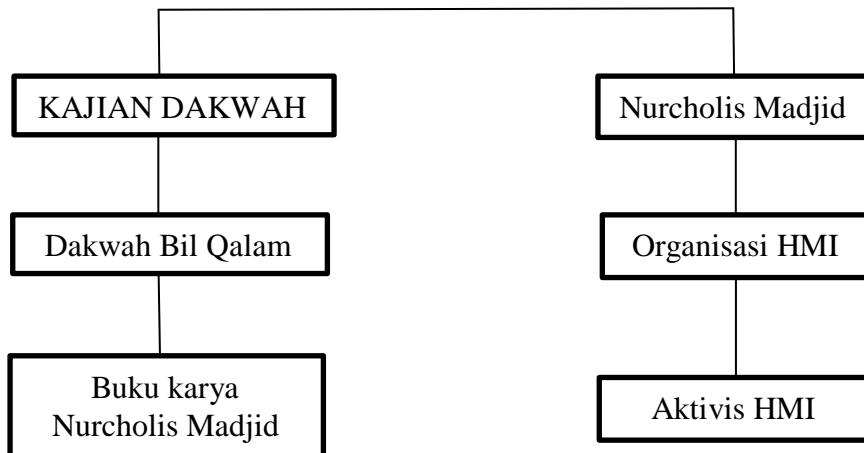 KAJIAN DAKWAH
Nurcholis Madjid
Dakwah Bil Qalam
Organisasi HMI
Buku karya
Nurcholis Madjid
Aktivis HMI